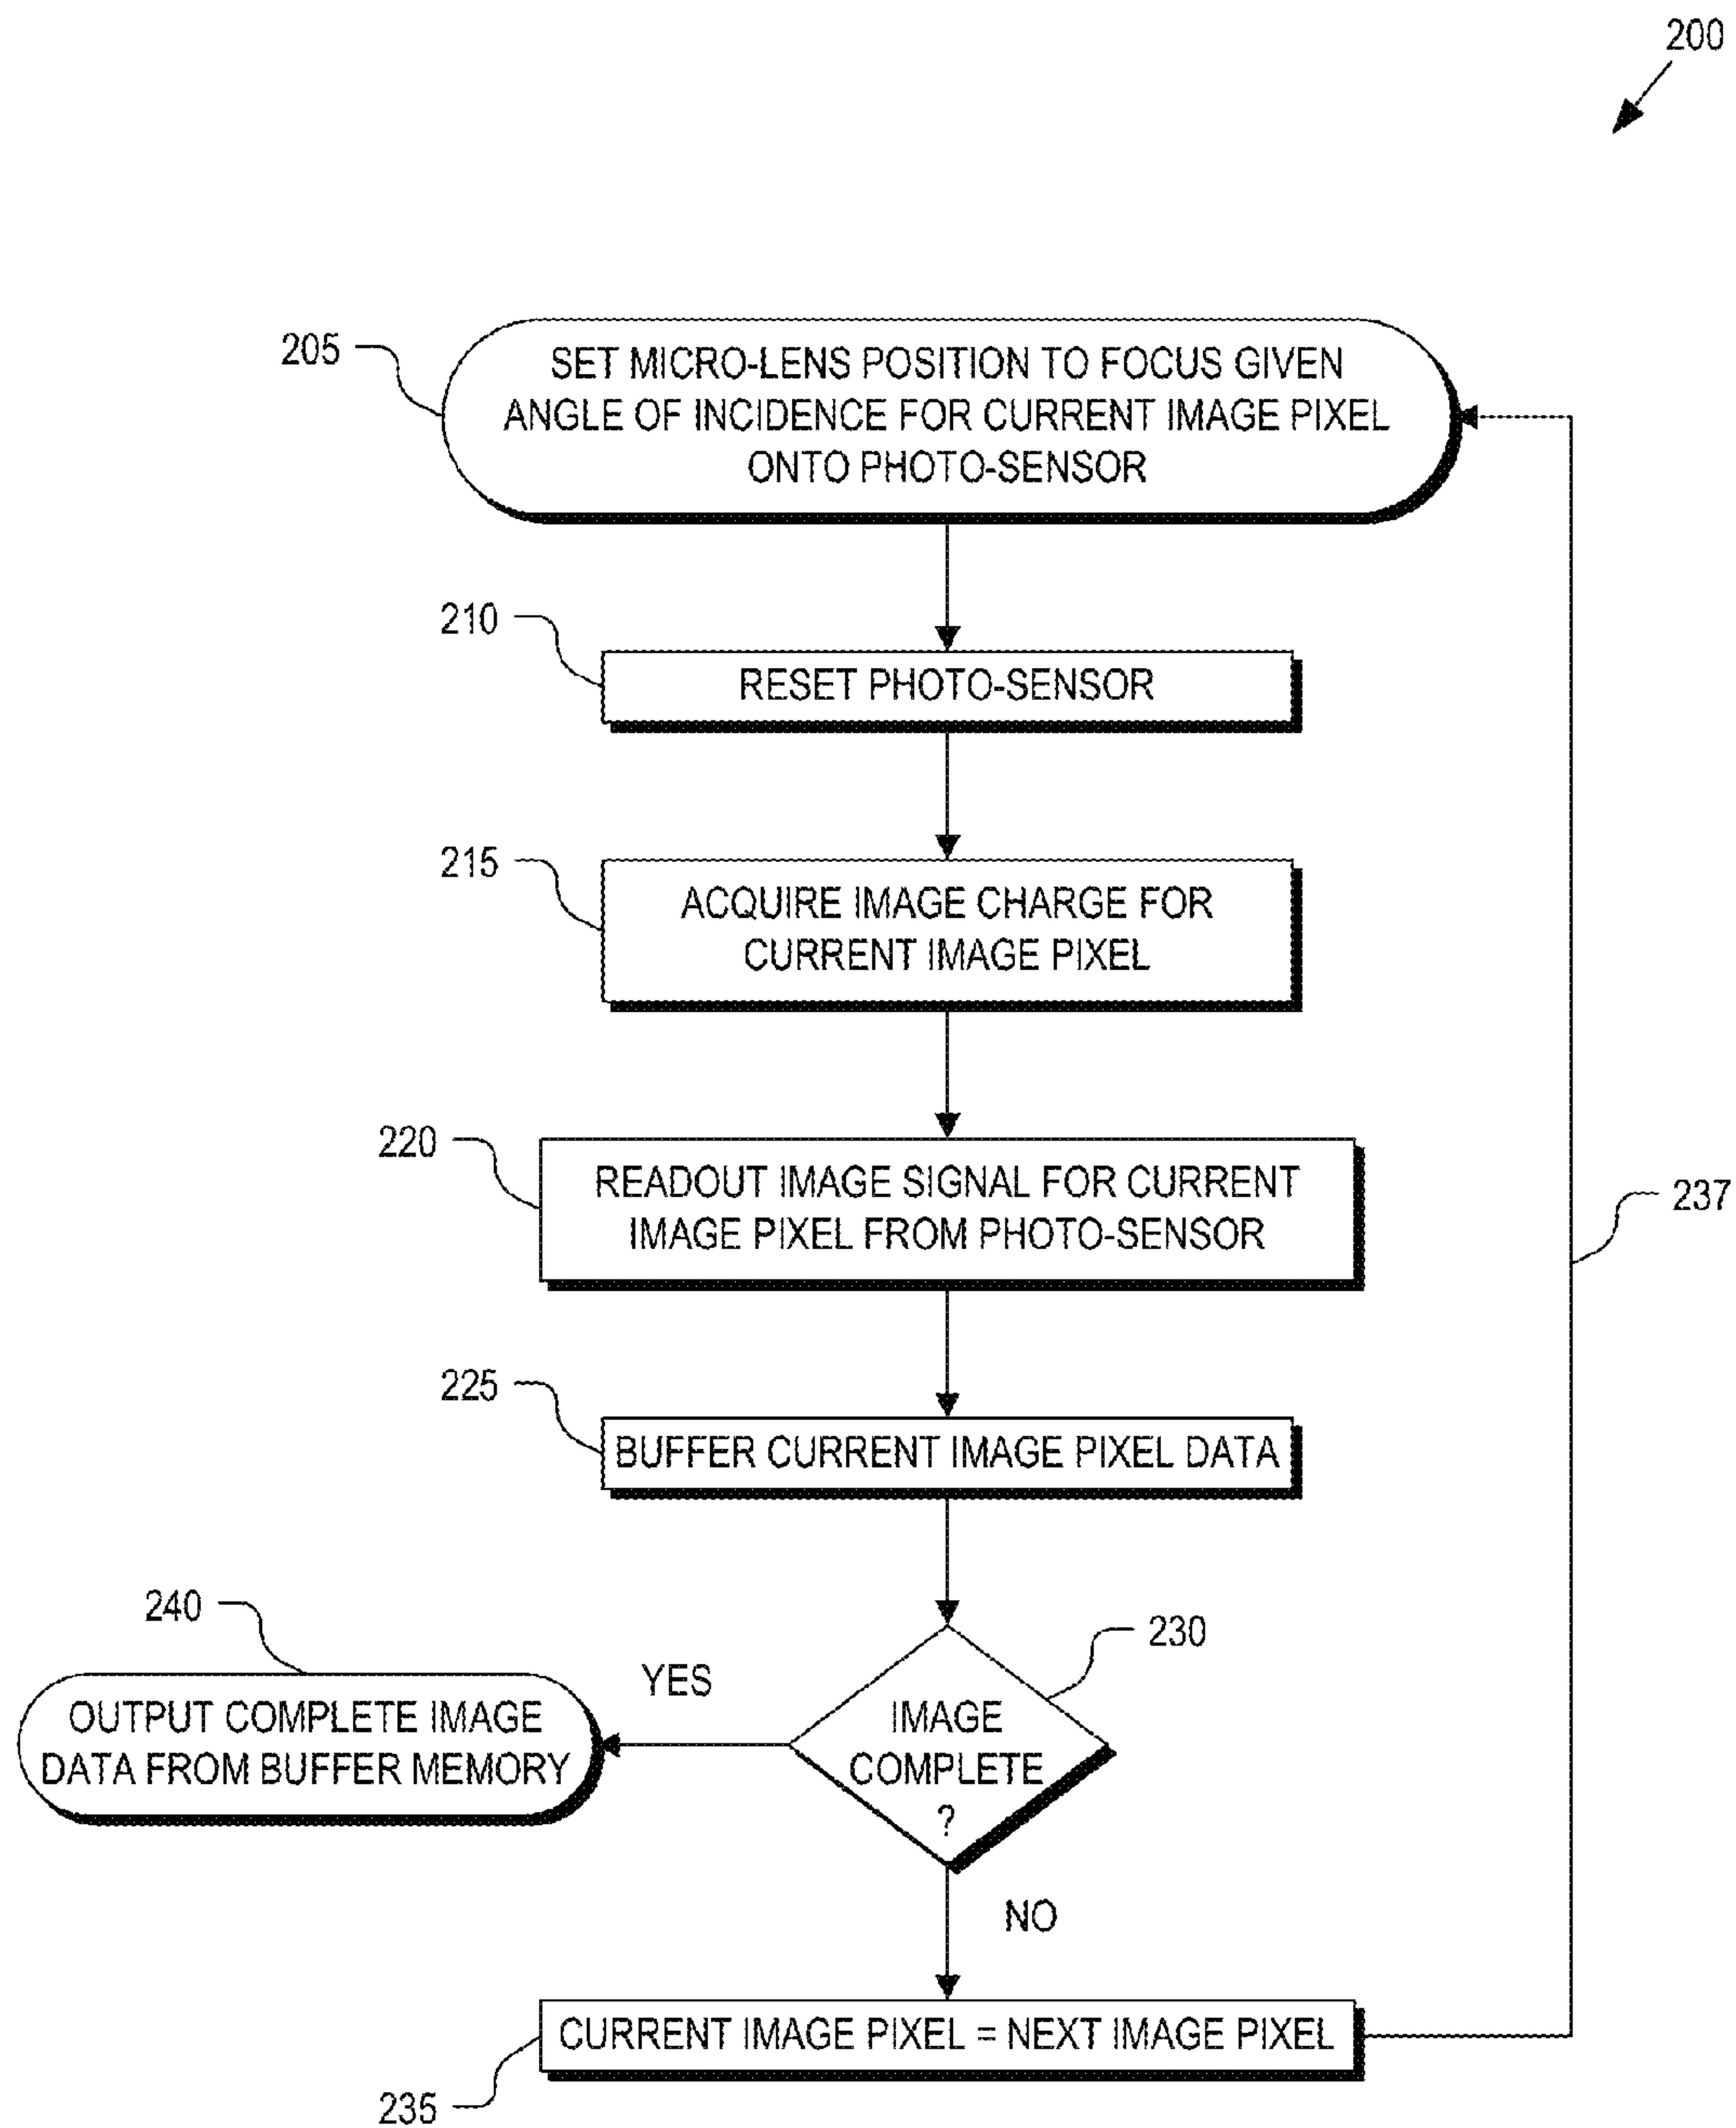 200
205
SET MICRO-LENS POSITION TO FOCUS GIVEN
ANGLE OF INCIDENCE FOR CURRENT IMAGE PIXEL
ONTO PHOTO-SENSOR
210
RESET PHOTO-SENSOR
215
ACQUIRE IMAGE CHARGE FOR
CURRENT IMAGE PIXEL
220
READOUT IMAGE SIGNAL FOR CURRENT
IMAGE PIXEL FROM PHOTO-SENSOR
237
225
BUFFER CURRENT IMAGE PIXEL DATA
240
230
YES
OUTPUT COMPLETE IMAGE
DATA FROM BUFFER MEMORY
IMAGE
COMPLETE
?
NO
CURRENT IMAGE PIXEL = NEXT IMAGE PIXEL
235